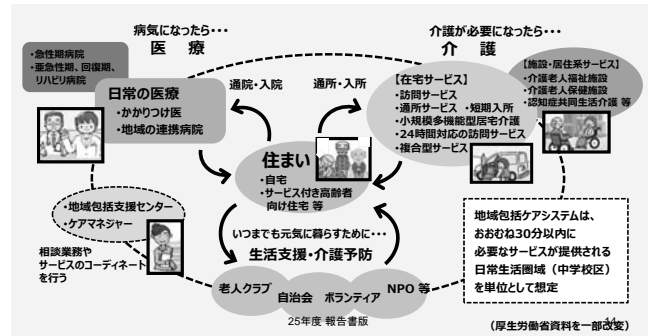 病気になったら・・・
医 療
介護が必要になったら・・・
介 護
・急性期病院
・亜急性期、回復期、
リハビリ病院
日常の医療
・かかりつけ医
・地域の連携病院
通院・入院
通所・入所
【在宅サービス】
・訪問サービス
・通所サービス ・短期入所
・小規模多機能型居宅介護
・24時間対応の訪問サービス
・複合型サービス
【施設・居住系サービス】
・介護老人福祉施設
・介護老人保健施設
・認知症共同生活介護 等
住まい
・自宅
・サービス付き高齢者
向け住宅 等
・地域包括支援センター
・ケアマネジャー
相談業務や
サービスのコーディネート
を行う
いつまでも元気に暮らすために・・・
生活支援・介護予防
老人クラブ
自治会
ボランティア
NPO 等
地域包括ケアシステムは、
おおむね30分以内に
必要なサービスが提供される
日常生活圏域（中学校区）
を単位として想定
25年度 報告書版
（厚生労働省資料を一部改変）